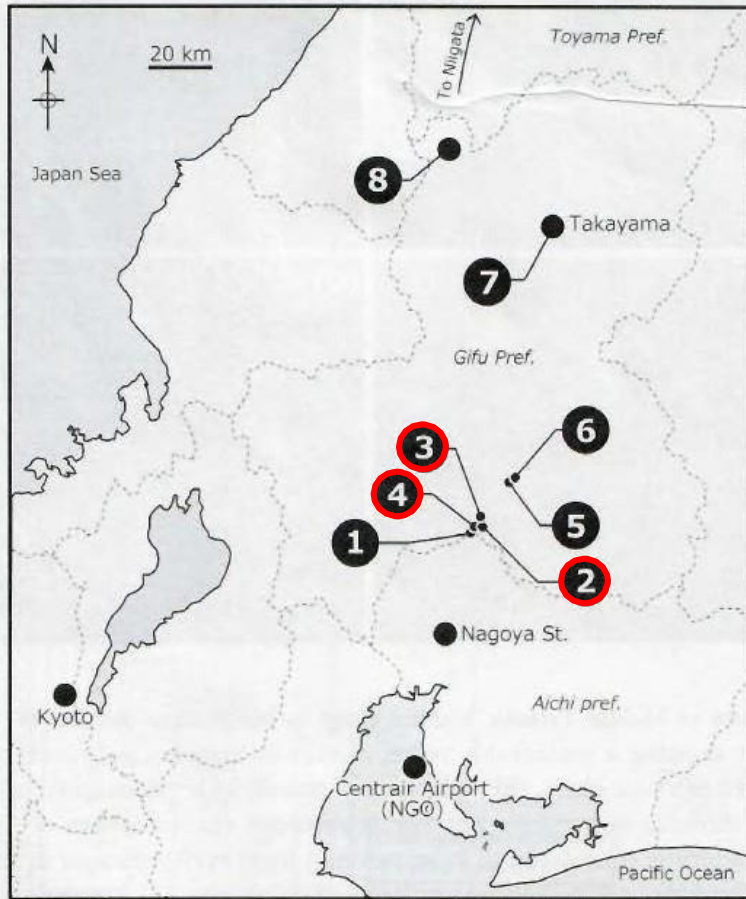 N
20 km
To Niigata
Toyama Pref.
Japan Sea
8
Takayama
7
Gifu Pref.
3
6
4
1
5
2
Nagoya St.
Kyoto
Aichi pref.
Centrair Airport
(NGO)
Pacific Ocean